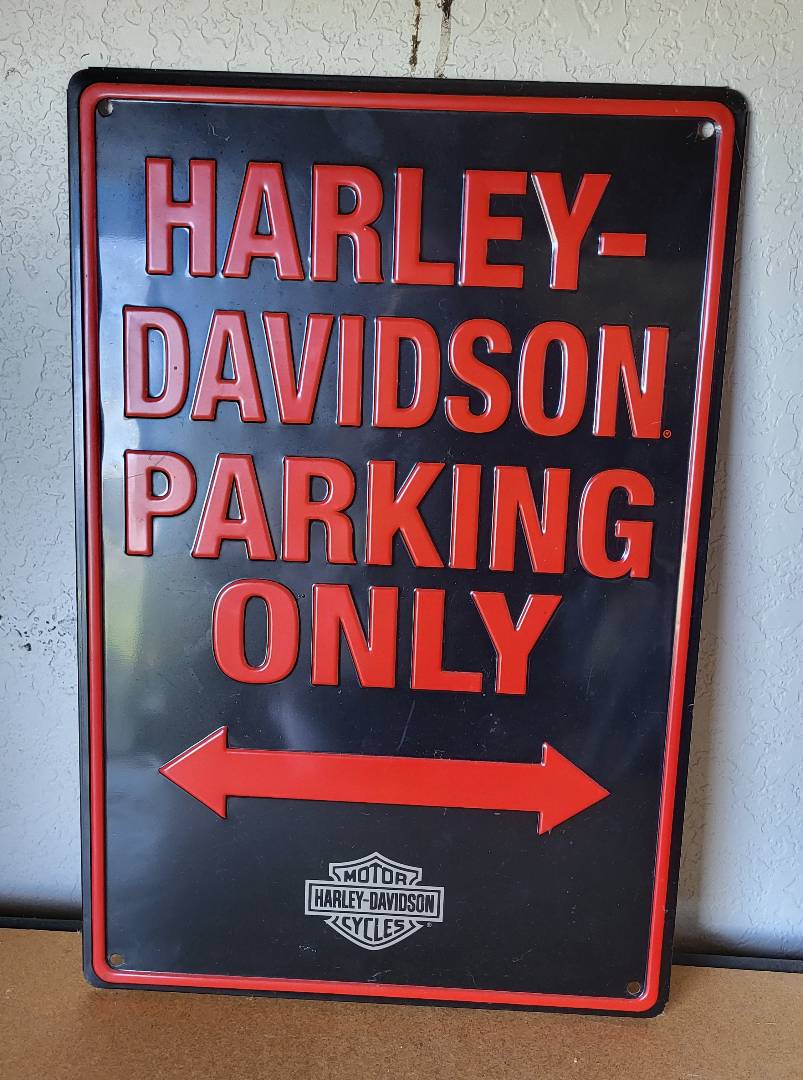 HARLEY-
DAVIDSON®
PARKING
ONLY
MOTOR
HARLEY-DAVIDSON
CYCLES®